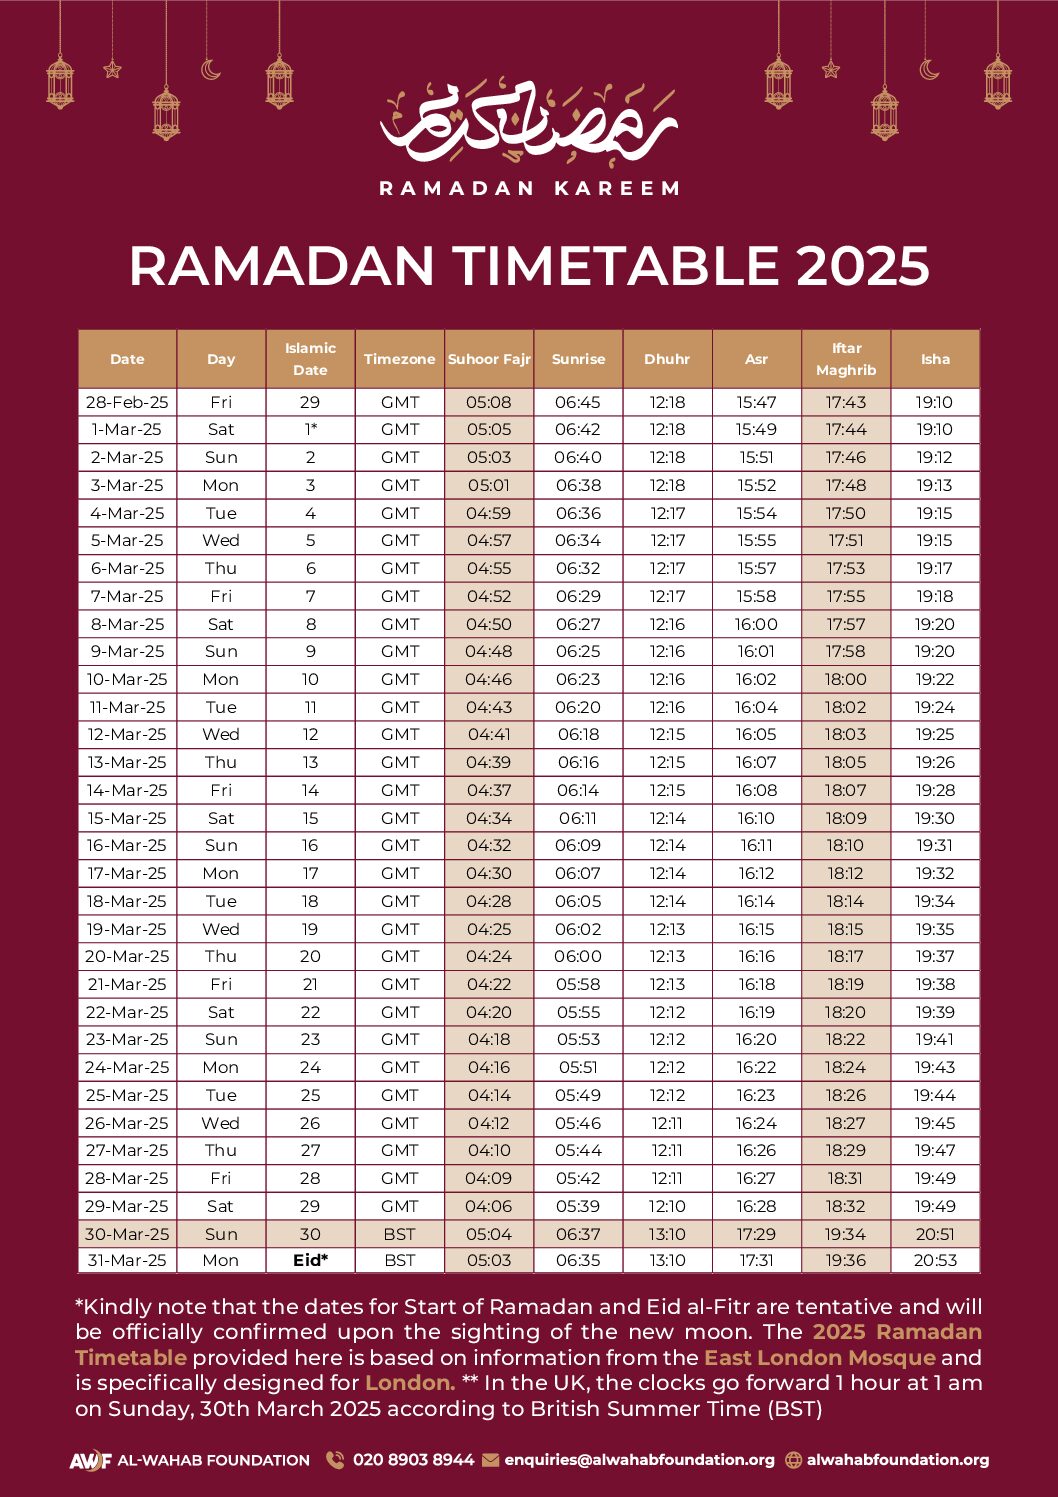 رمضان كريم
RAMADAN KAREEM
RAMADAN TIMETABLE 2025
Date Day Islamic Date Timezone Suhoor Fajr Sunrise Dhuhr Asr Iftar Maghrib Isha
28-Feb-25 Fri 29 GMT 05:08 06:45 12:18 15:47 17:43 19:10
1-Mar-25 Sat 1* GMT 05:05 06:42 12:18 15:49 17:44 19:10
2-Mar-25 Sun 2 GMT 05:03 06:40 12:18 15:51 17:46 19:12
3-Mar-25 Mon 3 GMT 05:01 06:38 12:18 15:52 17:48 19:13
4-Mar-25 Tue 4 GMT 04:59 06:36 12:17 15:54 17:50 19:15
5-Mar-25 Wed 5 GMT 04:57 06:34 12:17 15:55 17:51 19:15
6-Mar-25 Thu 6 GMT 04:55 06:32 12:17 15:57 17:53 19:17
7-Mar-25 Fri 7 GMT 04:52 06:29 12:17 15:58 17:55 19:18
8-Mar-25 Sat 8 GMT 04:50 06:27 12:16 16:00 17:57 19:20
9-Mar-25 Sun 9 GMT 04:48 06:25 12:16 16:01 17:58 19:20
10-Mar-25 Mon 10 GMT 04:46 06:23 12:16 16:02 18:00 19:22
11-Mar-25 Tue 11 GMT 04:43 06:20 12:16 16:04 18:02 19:24
12-Mar-25 Wed 12 GMT 04:41 06:18 12:15 16:05 18:03 19:25
13-Mar-25 Thu 13 GMT 04:39 06:16 12:15 16:07 18:05 19:26
14-Mar-25 Fri 14 GMT 04:37 06:14 12:15 16:08 18:07 19:28
15-Mar-25 Sat 15 GMT 04:34 06:11 12:14 16:10 18:09 19:30
16-Mar-25 Sun 16 GMT 04:32 06:09 12:14 16:11 18:10 19:31
17-Mar-25 Mon 17 GMT 04:30 06:07 12:14 16:12 18:12 19:32
18-Mar-25 Tue 18 GMT 04:28 06:05 12:14 16:14 18:14 19:34
19-Mar-25 Wed 19 GMT 04:25 06:02 12:13 16:15 18:15 19:35
20-Mar-25 Thu 20 GMT 04:24 06:00 12:13 16:16 18:17 19:37
21-Mar-25 Fri 21 GMT 04:22 05:58 12:13 16:18 18:19 19:38
22-Mar-25 Sat 22 GMT 04:20 05:55 12:12 16:19 18:20 19:39
23-Mar-25 Sun 23 GMT 04:18 05:53 12:12 16:20 18:22 19:41
24-Mar-25 Mon 24 GMT 04:16 05:51 12:12 16:22 18:24 19:43
25-Mar-25 Tue 25 GMT 04:14 05:49 12:12 16:23 18:26 19:44
26-Mar-25 Wed 26 GMT 04:12 05:46 12:11 16:24 18:27 19:45
27-Mar-25 Thu 27 GMT 04:10 05:44 12:11 16:26 18:29 19:47
28-Mar-25 Fri 28 GMT 04:09 05:42 12:11 16:27 18:31 19:49
29-Mar-25 Sat 29 GMT 04:06 05:39 12:10 16:28 18:32 19:49
30-Mar-25 Sun 30 BST 05:04 06:37 13:10 17:29 19:34 20:51
31-Mar-25 Mon Eid* BST 05:03 06:35 13:10 17:31 19:36 20:53
*Kindly note that the dates for Start of Ramadan and Eid al-Fitr are tentative and will
be officially confirmed upon the sighting of the new moon. The 2025 Ramadan
Timetable provided here is based on information from the East London Mosque and
is specifically designed for London. ** In the UK, the clocks go forward 1 hour at 1 am
on Sunday, 30th March 2025 according to British Summer Time (BST)
AWF AL-WAHAB FOUNDATION 020 8903 8944 enquiries@alwahabfoundation.org alwahabfoundation.org